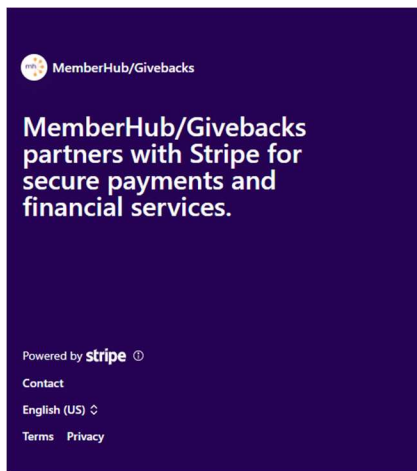 mh
MemberHub/Givebacks
MemberHub/Givebacks
partners with Stripe for
secure payments and
financial services.
Powered by stripe
Contact
English (US)
Terms Privacy